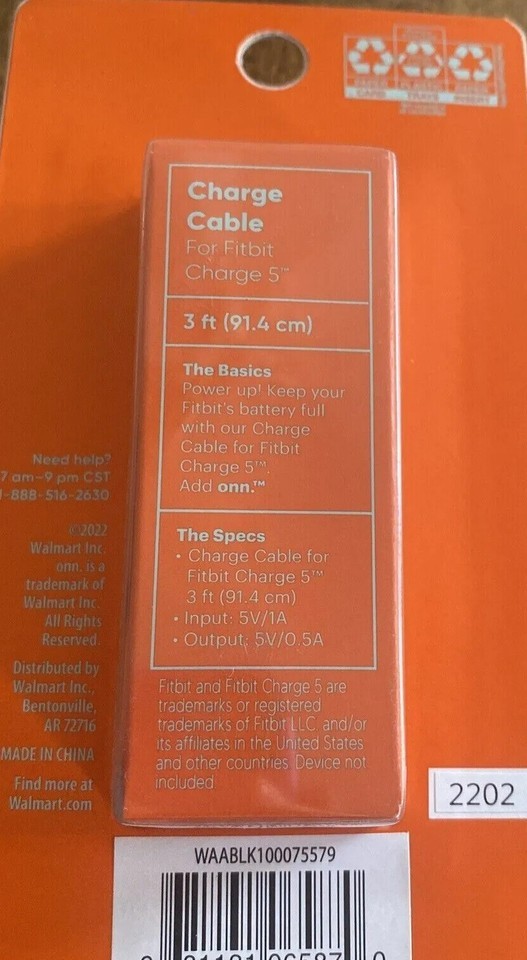 PAPER PLASTIC PAPER
CARD TRAYS INSERT
Charge
Cable
For Fitbit
Charge 5™
3 ft (91.4 cm)
The Basics
Power up! Keep your
Fitbit's battery full
with our Charge
Cable for Fitbit
Charge 5™.
Add onn.™
The Specs
• Charge Cable for
Fitbit Charge 5™
3 ft (91.4 cm)
• Input: 5V/1A
• Output: 5V/0.5A
Fitbit and Fitbit Charge 5 are
trademarks or registered
trademarks of Fitbit LLC. and/or
its affiliates in the United States
and other countries. Device not
included.
Need help?
7 am–9 pm CST
1-888-516-2630
©2022
Walmart Inc.
onn. is a
trademark of
Walmart Inc.
All Rights
Reserved.
Distributed by
Walmart Inc.,
Bentonville,
AR 72716
MADE IN CHINA
Find more at
Walmart.com
2202
WAABLK100075579